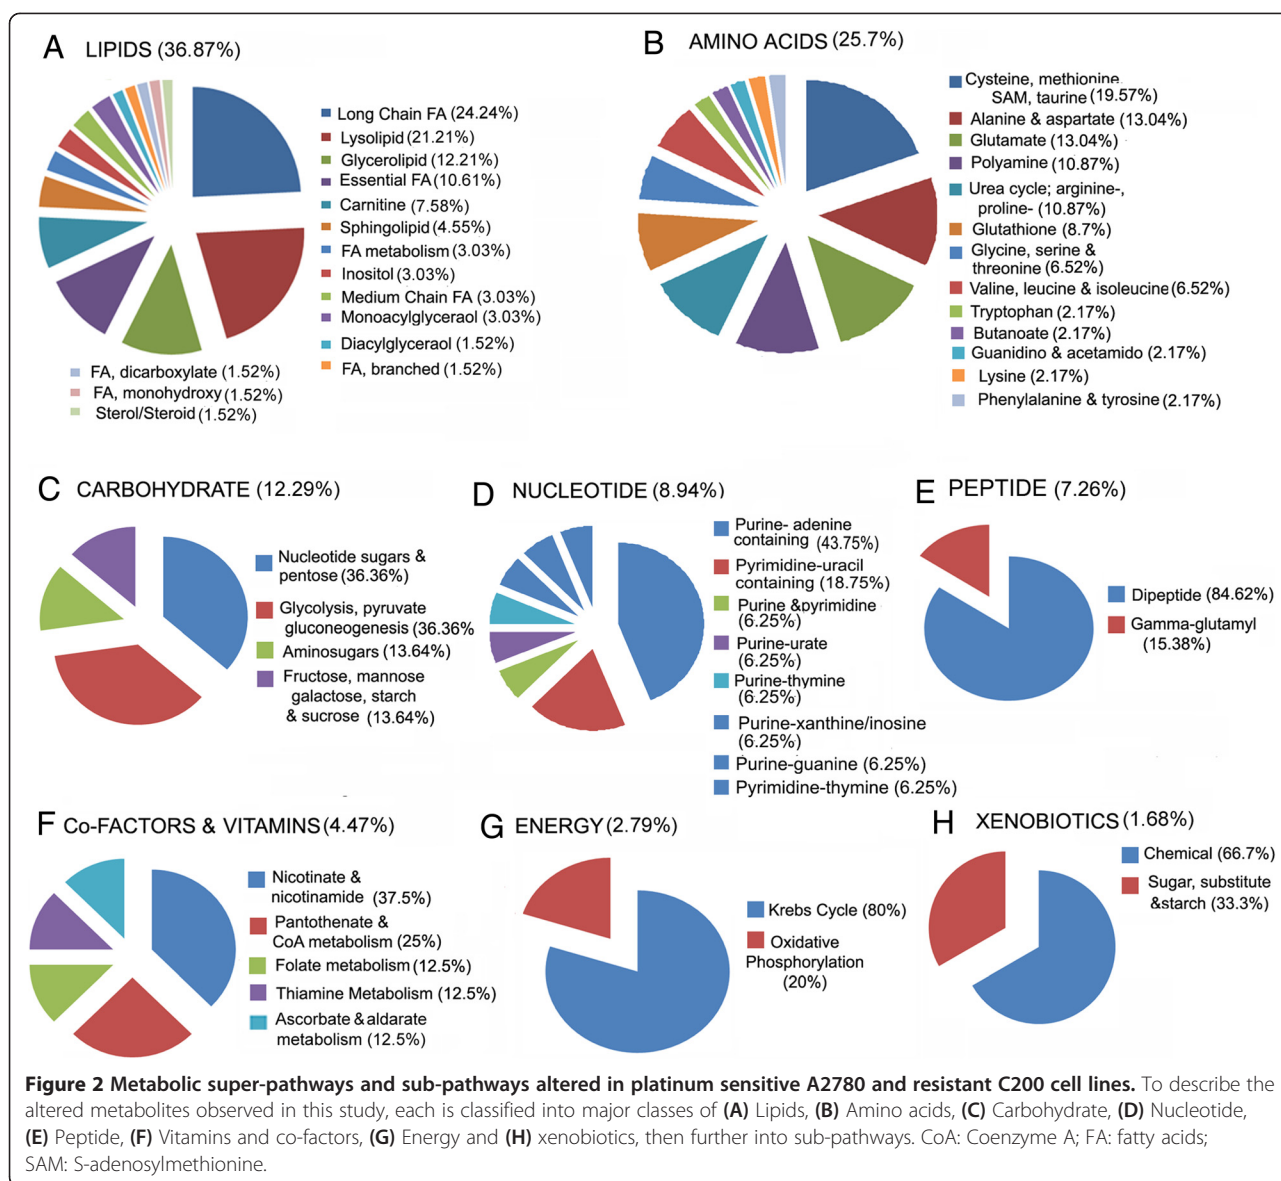 A LIPIDS (36.87%)
Long Chain FA (24.24%)
Lysolipid (21.21%)
Glycerolipid (12.21%)
Essential FA (10.61%)
Carnitine (7.58%)
Sphingolipid (4.55%)
FA metabolism (3.03%)
Inositol (3.03%)
Medium Chain FA (3.03%)
Monoacylglyceraol (3.03%)
Diacylglyceraol (1.52%)
FA, branched (1.52%)
FA, dicarboxylate (1.52%)
FA, monohydroxy (1.52%)
Sterol/Steroid (1.52%)
B AMINO ACIDS (25.7%)
Cysteine, methionine
SAM, taurine (19.57%)
Alanine & aspartate (13.04%)
Glutamate (13.04%)
Polyamine (10.87%)
Urea cycle; arginine-,
proline- (10.87%)
Glutathione (8.7%)
Glycine, serine &
threonine (6.52%)
Valine, leucine & isoleucine (6.52%)
Tryptophan (2.17%)
Butanoate (2.17%)
Guanidino & acetamido (2.17%)
Lysine (2.17%)
Phenylalanine & tyrosine (2.17%)
C CARBOHYDRATE (12.29%)
Nucleotide sugars &
pentose (36.36%)
Glycolysis, pyruvate
gluconeogenesis (36.36%
Aminosugars (13.64%)
Fructose, mannose
galactose, starch
& sucrose (13.64%)
D NUCLEOTIDE (8.94%)
Purine- adenine
containing (43.75%)
Pyrimidine-uracil
containing (18.75%)
Purine &pyrimidine
(6.25%)
Purine-urate
(6.25%)
Purine-thymine
(6.25%)
Purine-xanthine/inosine
(6.25%)
Purine-guanine (6.25%)
Pyrimidine-thymine (6.25%)
E PEPTIDE (7.26%)
Dipeptide (84.62%)
Gamma-glutamyl
(15.38%)
F Co-FACTORS & VITAMINS (4.47%)
Nicotinate &
nicotinamide
(37.5%)
Pantothenate &
CoA metabolism (25%)
Folate metabolism (12.5%)
Thiamine Metabolism (12.5%)
Ascorbate & aldarate
metabolism (12.5%)
G ENERGY (2.79%)
Krebs Cycle (80%)
Oxidative
Phosphorylation
(20%)
H XENOBIOTICS (1.68%)
Chemical (66.7%)
Sugar, substitute
&starch (33.3%)
Figure 2 Metabolic super-pathways and sub-pathways altered in platinum sensitive A2780 and resistant C200 cell lines. To describe the
altered metabolites observed in this study, each is classified into major classes of (A) Lipids, (B) Amino acids, (C) Carbohydrate, (D) Nucleotide,
(E) Peptide, (F) Vitamins and co-factors, (G) Energy and (H) xenobiotics, then further into sub-pathways. CoA: Coenzyme A; FA: fatty acids;
SAM: S-adenosylmethionine.